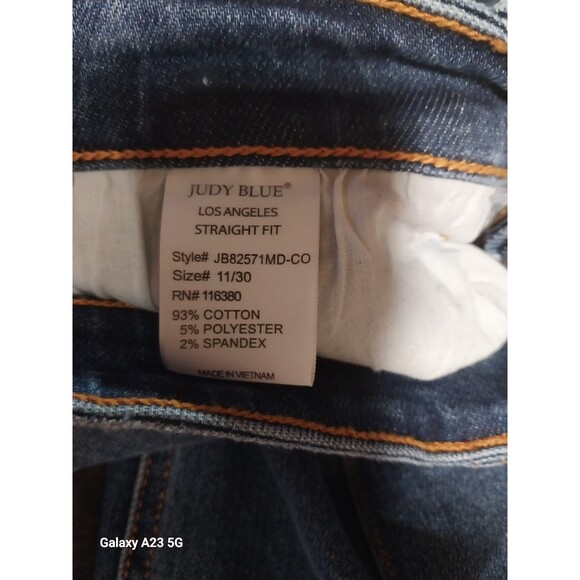 JUDY BLUE®
LOS ANGELES
STRAIGHT FIT
Style# JB82571MD-CO
Size# 11/30
RN# 116380
93% COTTON
5% POLYESTER
2% SPANDEX
MADE IN VIETNAM
Galaxy A23 5G